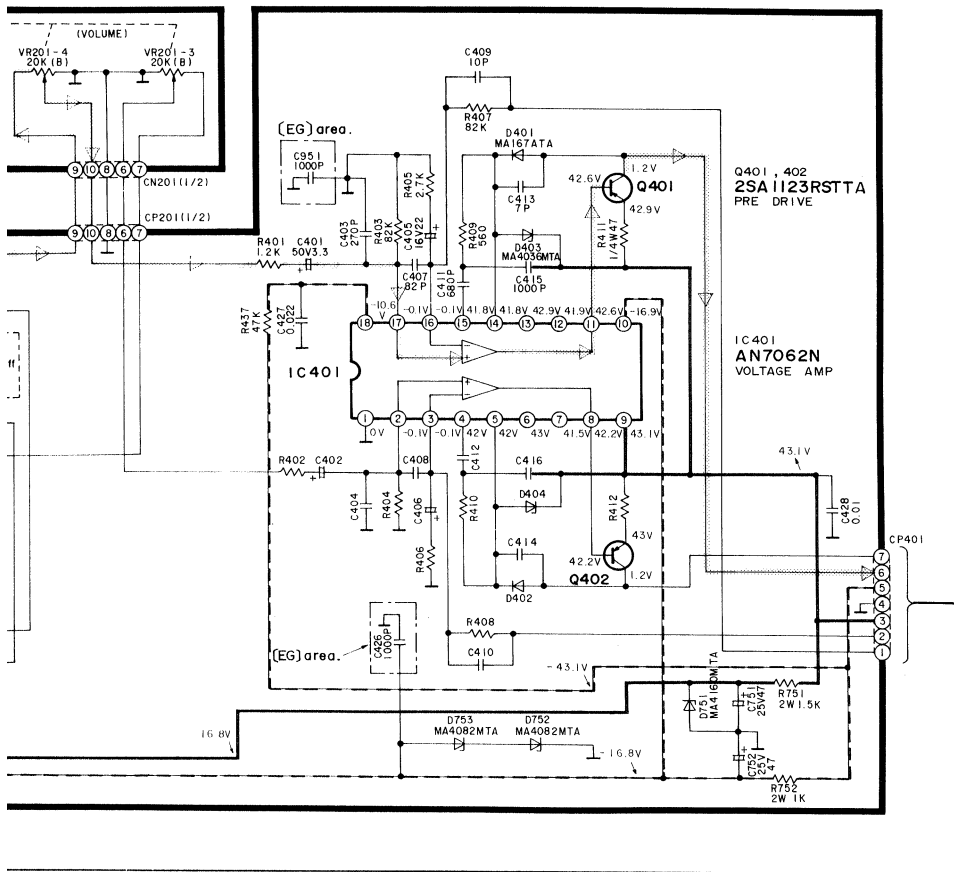 (VOLUME)
VR201-4
20K(B)
VR201-3
20K(B)
9 10 8 6 7
CN201(1/2)
CP201(1/2)
9 10 8 6 7
C409
10P
R407
82K
(EG) area.
C951
1000P
D401
MA167ATA
1.2V
42.6V
Q401
42.9V
Q401, 402
2SA1123RSTTA
PRE DRIVE
C413
7P
R405
2.7K
C403
270P
R403
82K
C405
16V22
R409
560
D403
MA4036MTA
R411
1/4W47
R401
1.2K
C401
50V3.3
C407
82P
C411
680P
C415
1000P
R437
47K
C427
0.022
-10.6
V
-0.1V
-0.1V
41.8V
41.8V
42.9V
41.9V
42.6V
-16.9V
18 17 16 15 14 13 12 11 10
IC401
IC401
AN7062N
VOLTAGE AMP
ff
1 2 3 4 5 6 7 8 9
0V
-0.1V
-0.1V
42V
42V
43V
41.5V
42.2V
43.1V
43.1V
R402
C402
C408
C412
C416
C404
R404
C406
R410
D404
R412
C428
0.01
C414
43V
42.2V
Q402
1.2V
R406
D402
CP401
7
6
5
4
3
2
1
(EG) area.
C426
1000P
R408
C410
-43.1V
D751
MA4160MTA
C751
25V47
R751
2W1.5K
16.8V
D753
MA4082MTA
D752
MA4082MTA
-16.8V
C752
25V
47
R752
2W 1K